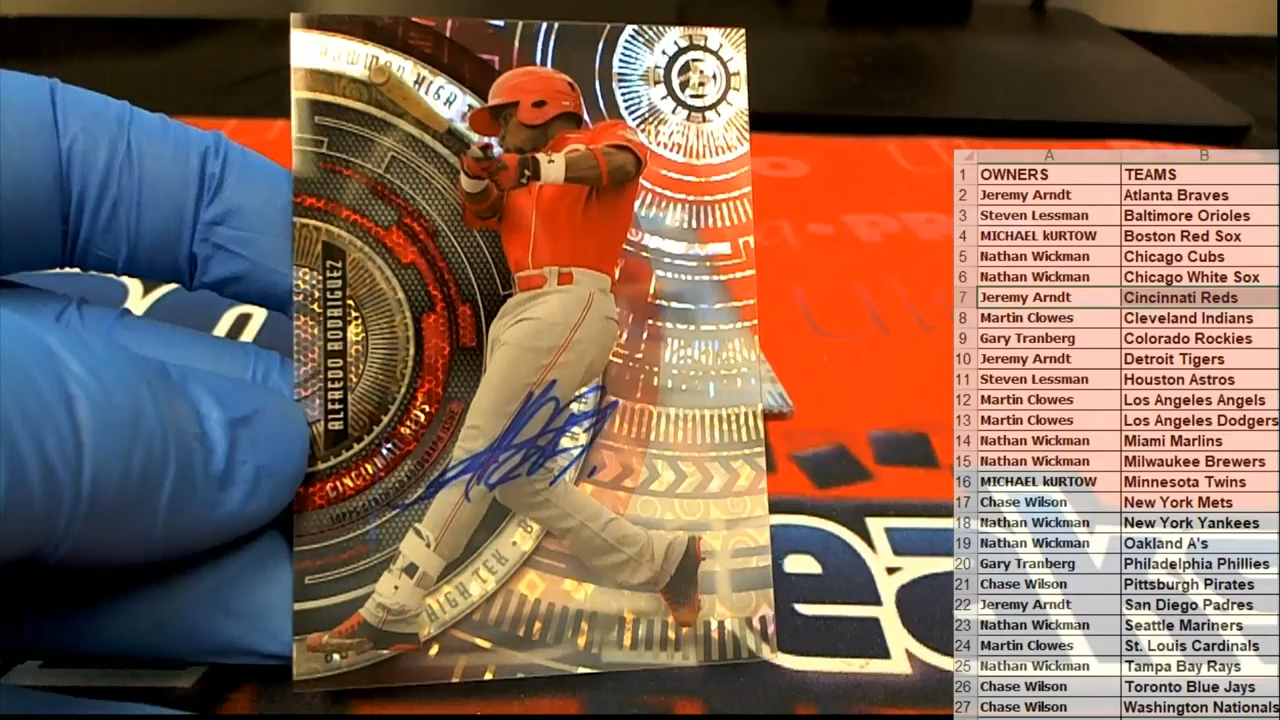 BOWMAN HIGH
ALFREDO RODRIGUEZ
CINCINNATI REDS
TOPPS CERTIFIED AUTOGRAPH ISSUE
HIGH TEK
A B
1 OWNERS TEAMS
2 Jeremy Arndt Atlanta Braves
3 Steven Lessman Baltimore Orioles
4 MICHAEL kURTOW Boston Red Sox
5 Nathan Wickman Chicago Cubs
6 Nathan Wickman Chicago White Sox
7 Jeremy Arndt Cincinnati Reds
8 Martin Clowes Cleveland Indians
9 Gary Tranberg Colorado Rockies
10 Jeremy Arndt Detroit Tigers
11 Steven Lessman Houston Astros
12 Martin Clowes Los Angeles Angels
13 Martin Clowes Los Angeles Dodgers
14 Nathan Wickman Miami Marlins
15 Nathan Wickman Milwaukee Brewers
16 MICHAEL kURTOW Minnesota Twins
17 Chase Wilson New York Mets
18 Nathan Wickman New York Yankees
19 Nathan Wickman Oakland A's
20 Gary Tranberg Philadelphia Phillies
21 Chase Wilson Pittsburgh Pirates
22 Jeremy Arndt San Diego Padres
23 Nathan Wickman Seattle Mariners
24 Martin Clowes St. Louis Cardinals
25 Nathan Wickman Tampa Bay Rays
26 Chase Wilson Toronto Blue Jays
27 Chase Wilson Washington Nationals